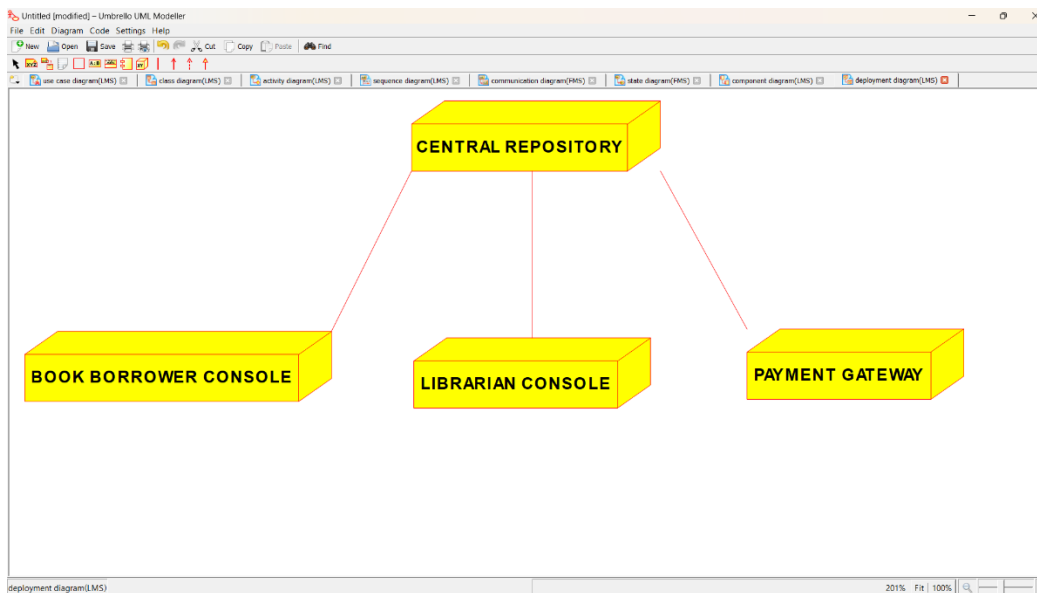 Untitled [modified] – Umbrello UML Modeller
File Edit Diagram Code Settings Help
New Open Save Cut Copy Paste Find
use case diagram(LMS) class diagram(LMS) activity diagram(LMS) sequence diagram(LMS) communication diagram(FMS) state diagram(FMS) component diagram(LMS) deployment diagram(LMS)
CENTRAL REPOSITORY
BOOK BORROWER CONSOLE
LIBRARIAN CONSOLE
PAYMENT GATEWAY
deployment diagram(LMS) 201% Fit 100%